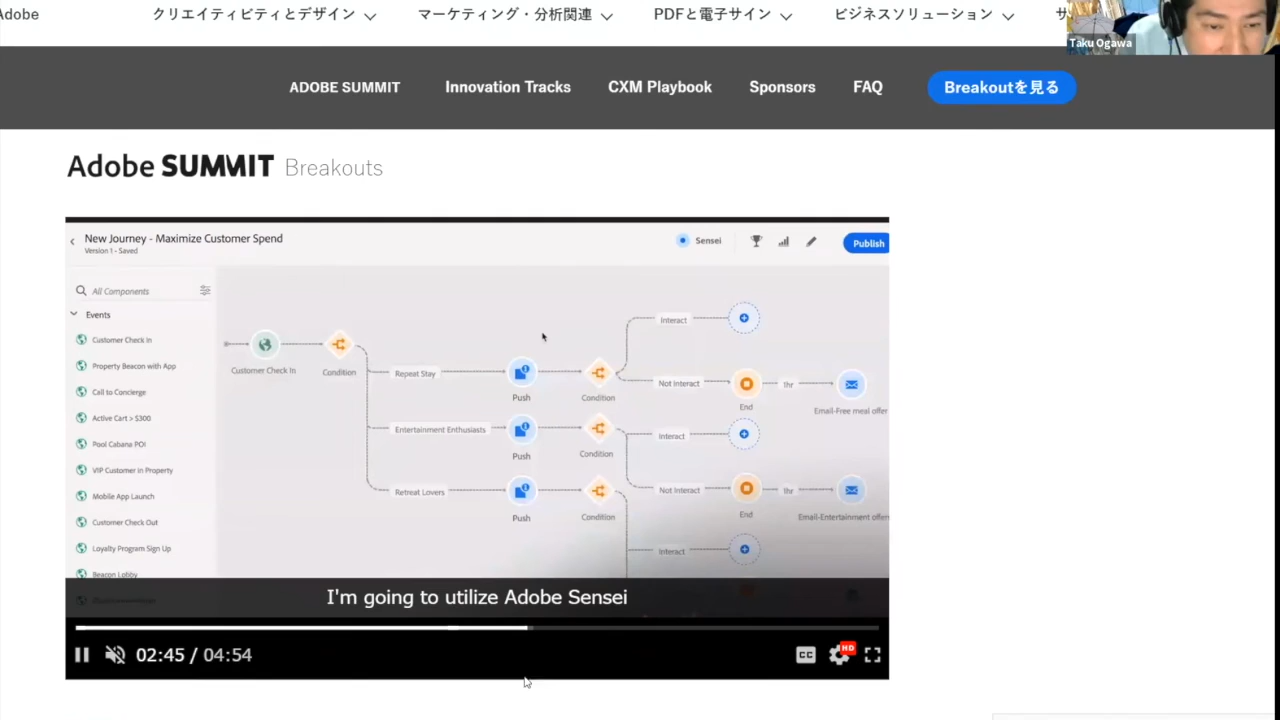 Adobe
クリエイティビティとデザイン
マーケティング・分析関連
PDFと電子サイン
ビジネスソリューション
サ
Taku Ogawa
ADOBE SUMMIT
Innovation Tracks
CXM Playbook
Sponsors
FAQ
Breakoutを見る
Adobe SUMMIT Breakouts
New Journey - Maximize Customer Spend
Version 1 - Saved
Sensei
Publish
All Components
Events
Customer Check In
Property Beacon with App
Call to Concierge
Active Cart > $300
Pool Cabana POI
VIP Customer in Property
Mobile App Launch
Customer Check Out
Loyalty Program Sign Up
Beacon Lobby
Customer Check In
Condition
Repeat Stay
Push
Condition
Interact
Not Interact
End
1hr
Email-Free meal offer
Entertainment Enthusiasts
Push
Condition
Interact
Not Interact
End
1hr
Email-Entertainment offers
Retreat Lovers
Push
Condition
Interact
I'm going to utilize Adobe Sensei
02:45 / 04:54
CC
HD